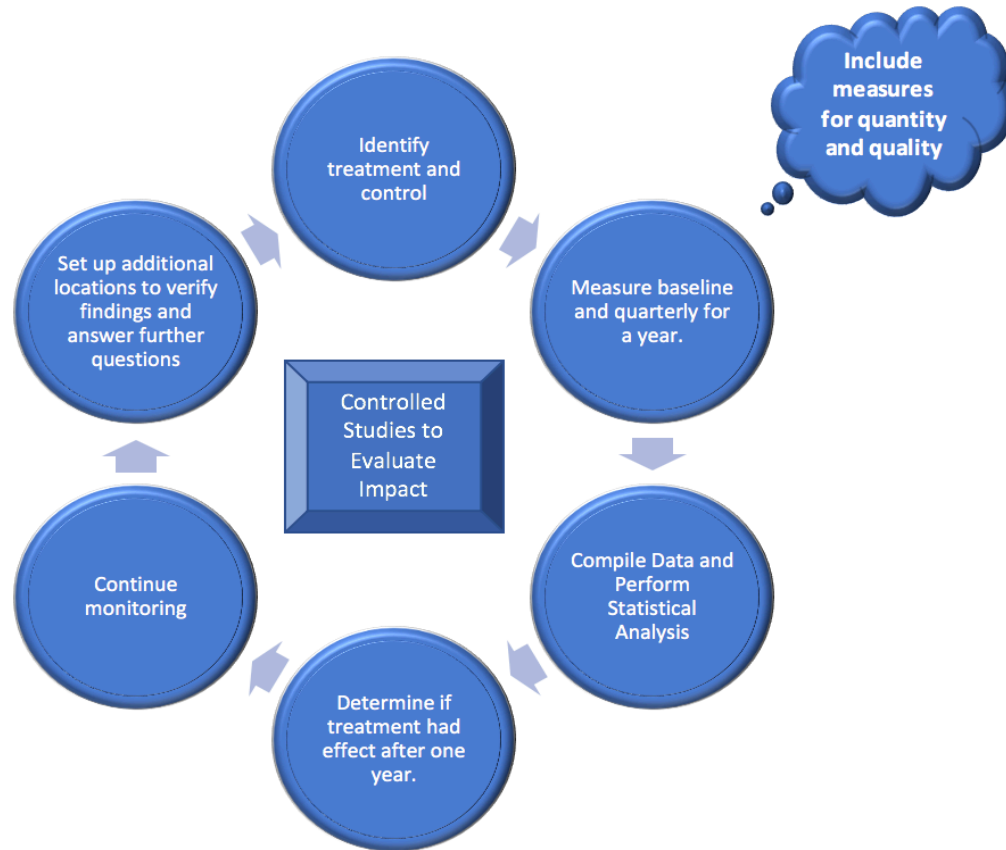 Include
measures
for quantity
and quality
Identify
treatment and
control
Measure baseline
and quarterly for
a year.
Compile Data and
Perform
Statistical
Analysis
Determine if
treatment had
effect after one
year.
Continue
monitoring
Set up additional
locations to verify
findings and
answer further
questions
Controlled
Studies to
Evaluate
Impact